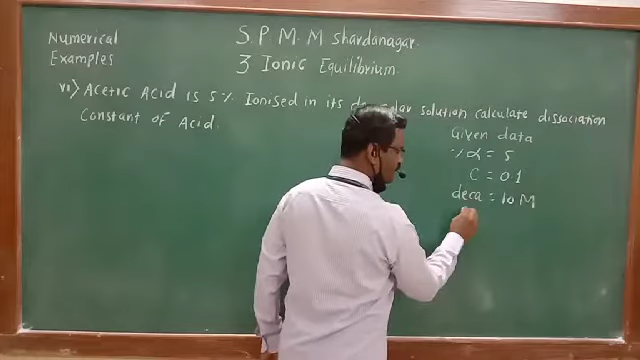 Numerical
Examples
S. P. M. M Shardanagar.
3 Ionic Equilibrium.
vi) Acetic Acid is 5% Ionised in its solution calculate dissociation
Constant of Acid.
Given data
% α = 5
C = 0.1
deca = 10 M